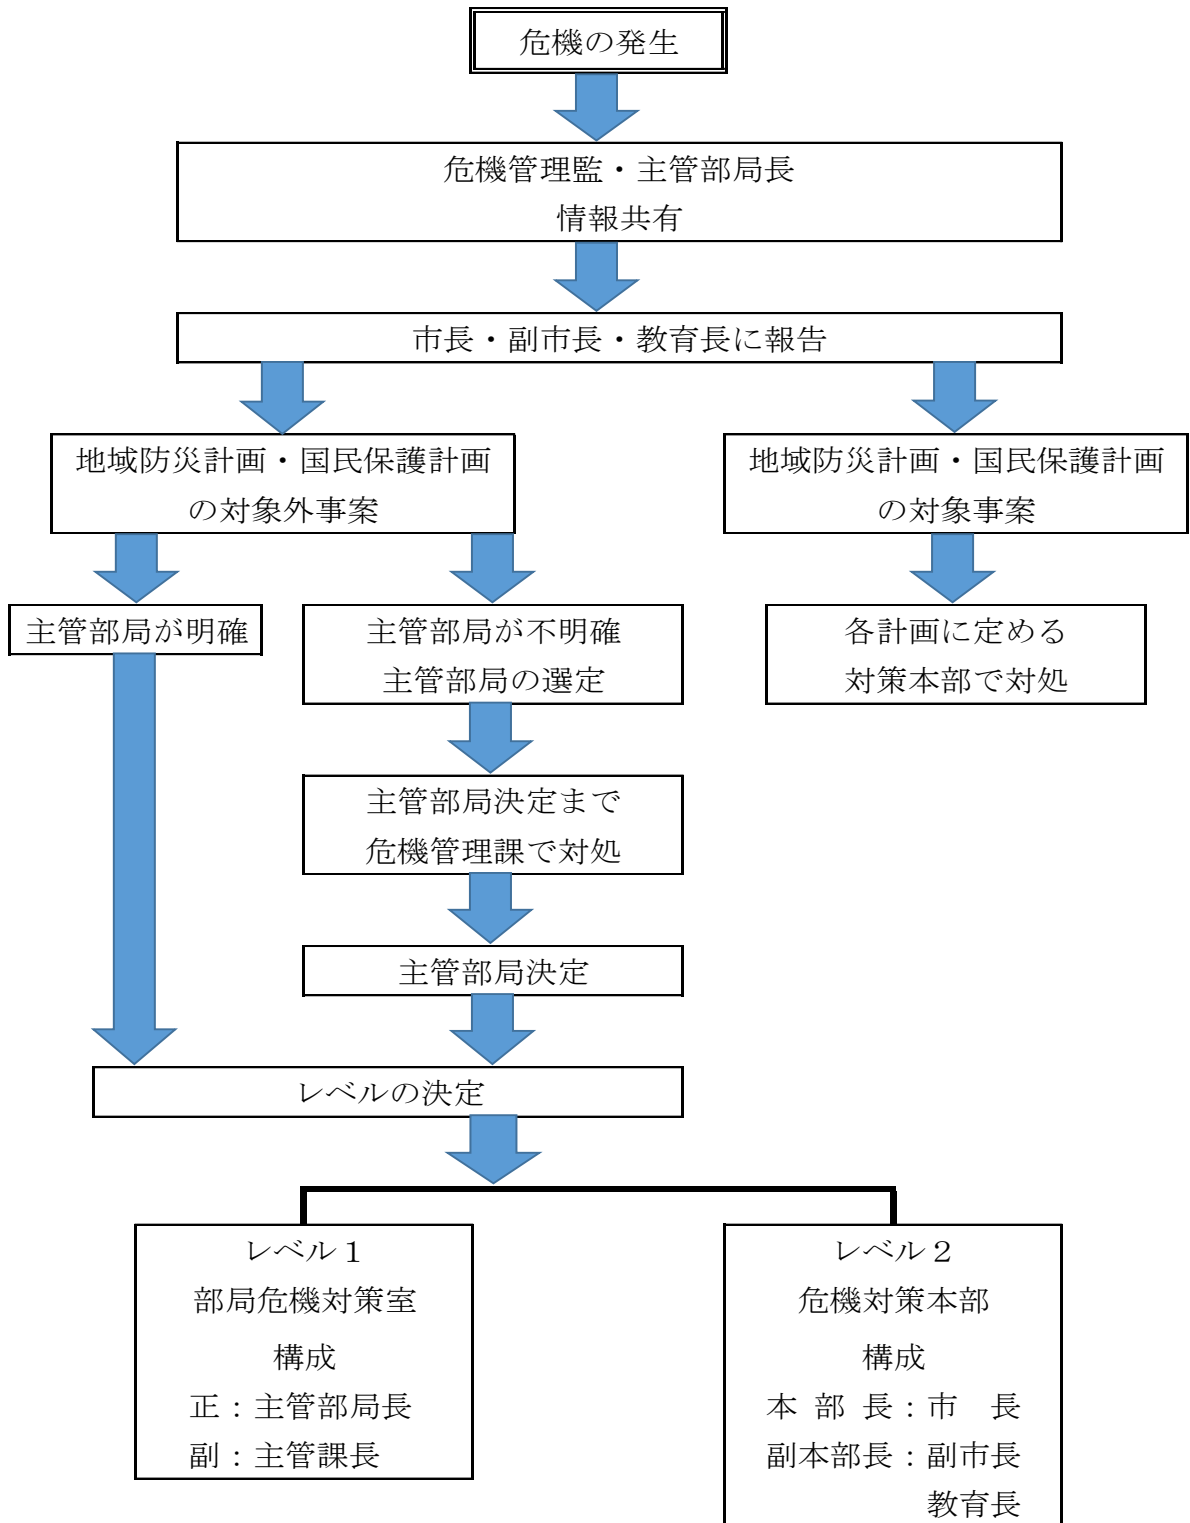 危機の発生
危機管理監・主管部局長
情報共有
市長・副市長・教育長に報告
地域防災計画・国民保護計画
の対象外事案
地域防災計画・国民保護計画
の対象事案
主管部局が明確
主管部局が不明確
主管部局の選定
各計画に定める
対策本部で対処
主管部局決定まで
危機管理課で対処
主管部局決定
レベルの決定
レベル１
部局危機対策室
構成
正：主管部局長
副：主管課長
レベル２
危機対策本部
構成
本 部 長：市　長
副本部長：副市長
教育長